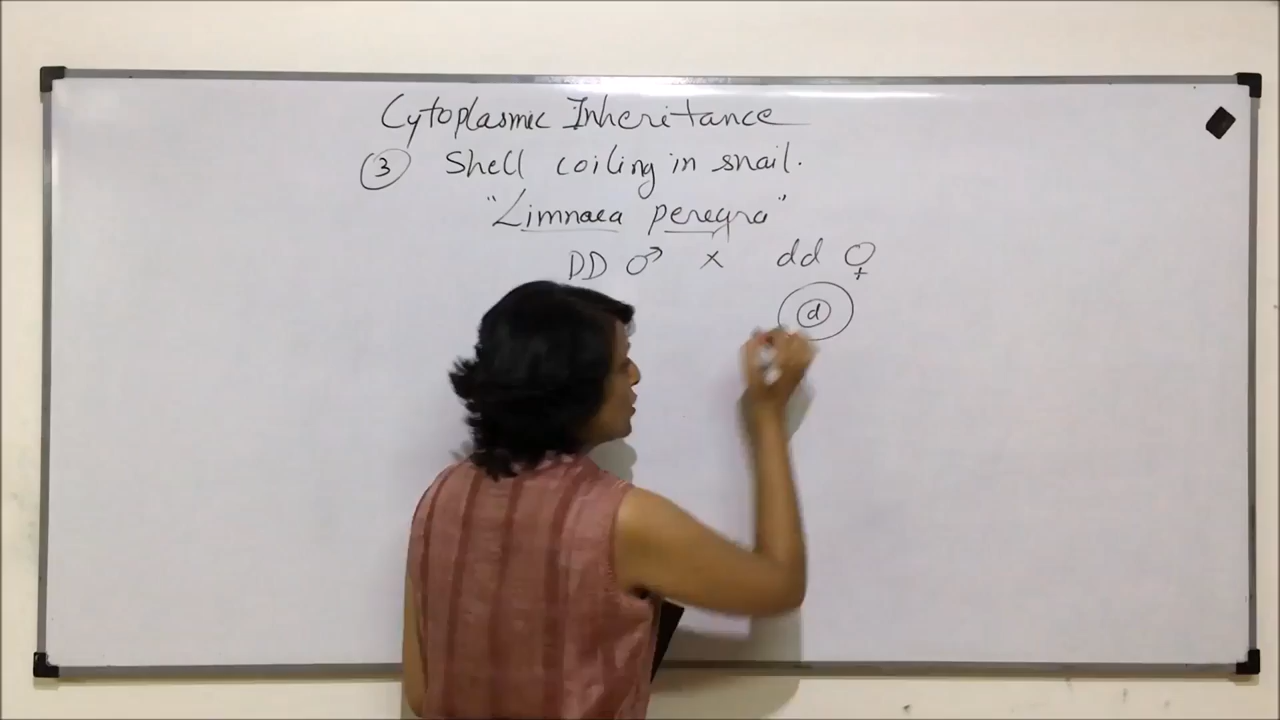 Cytoplasmic Inheritance
③ Shell coiling in snail.
"Limnaea peregra"
DD ♂ × dd ♀
d